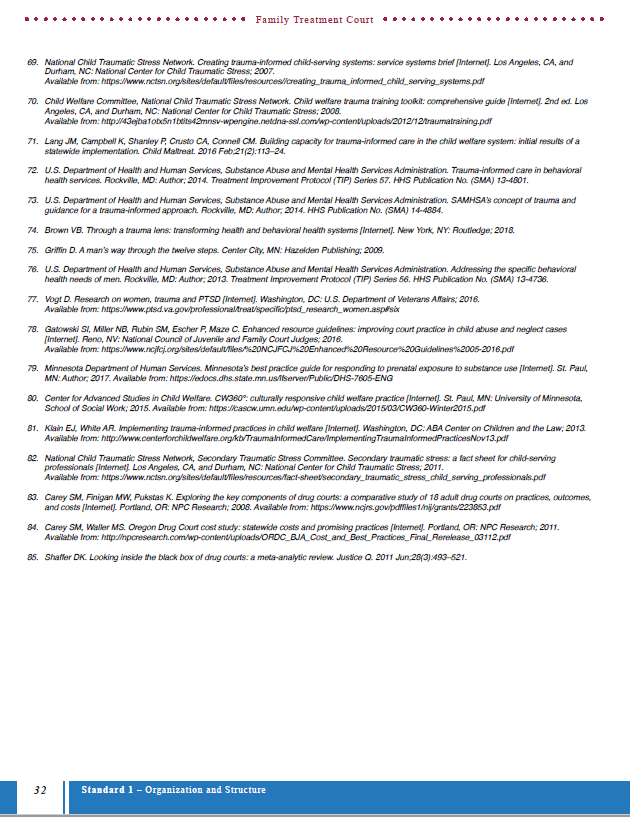 Family Treatment Court
69. National Child Traumatic Stress Network. Creating trauma-informed child-serving systems: service systems brief [Internet]. Los Angeles, CA, and
Durham, NC: National Center for Child Traumatic Stress; 2007.
Available from: https://www.nctsn.org/sites/default/files/resources//creating_trauma_informed_child_serving_systems.pdf
70. Child Welfare Committee, National Child Traumatic Stress Network. Child welfare trauma training toolkit: comprehensive guide [Internet]. 2nd ed. Los
Angeles, CA, and Durham, NC: National Center for Child Traumatic Stress; 2008.
Available from: http://43ejba1otx5n1btits42mnsv-wpengine.netdna-ssl.com/wp-content/uploads/2012/12/traumatraining.pdf
71. Lang JM, Campbell K, Shanley P, Crusto CA, Connell CM. Building capacity for trauma-informed care in the child welfare system: initial results of a
statewide implementation. Child Maltreat. 2016 Feb;21(2):113–24.
72. U.S. Department of Health and Human Services, Substance Abuse and Mental Health Services Administration. Trauma-informed care in behavioral
health services. Rockville, MD: Author; 2014. Treatment Improvement Protocol (TIP) Series 57. HHS Publication No. (SMA) 13-4801.
73. U.S. Department of Health and Human Services, Substance Abuse and Mental Health Services Administration. SAMHSA's concept of trauma and
guidance for a trauma-informed approach. Rockville, MD: Author; 2014. HHS Publication No. (SMA) 14-4884.
74. Brown VB. Through a trauma lens: transforming health and behavioral health systems [Internet]. New York, NY: Routledge; 2018.
75. Griffin D. A man's way through the twelve steps. Center City, MN: Hazelden Publishing; 2009.
76. U.S. Department of Health and Human Services, Substance Abuse and Mental Health Services Administration. Addressing the specific behavioral
health needs of men. Rockville, MD: Author; 2013. Treatment Improvement Protocol (TIP) Series 56. HHS Publication No. (SMA) 13-4736.
77. Vogt D. Research on women, trauma and PTSD [Internet]. Washington, DC: U.S. Department of Veterans Affairs; 2016.
Available from: https://www.ptsd.va.gov/professional/treat/specific/ptsd_research_women.asp#six
78. Gatowski SI, Miller NB, Rubin SM, Escher P, Maze C. Enhanced resource guidelines: improving court practice in child abuse and neglect cases
[Internet]. Reno, NV: National Council of Juvenile and Family Court Judges; 2016.
Available from: https://www.ncjfcj.org/sites/default/files/%20NCJFCJ%20Enhanced%20Resource%20Guidelines%2005-2016.pdf
79. Minnesota Department of Human Services. Minnesota's best practice guide for responding to prenatal exposure to substance use [Internet]. St. Paul,
MN: Author; 2017. Available from: https://edocs.dhs.state.mn.us/lfserver/Public/DHS-7605-ENG
80. Center for Advanced Studies in Child Welfare. CW360°: culturally responsive child welfare practice [Internet]. St. Paul, MN: University of Minnesota,
School of Social Work; 2015. Available from: https://cascw.umn.edu/wp-content/uploads/2015/03/CW360-Winter2015.pdf
81. Klain EJ, White AR. Implementing trauma-informed practices in child welfare [Internet]. Washington, DC: ABA Center on Children and the Law; 2013.
Available from: http://www.centerforchildwelfare.org/kb/TraumaInformedCare/ImplementingTraumaInformedPracticesNov13.pdf
82. National Child Traumatic Stress Network, Secondary Traumatic Stress Committee. Secondary traumatic stress: a fact sheet for child-serving
professionals [Internet]. Los Angeles, CA, and Durham, NC: National Center for Child Traumatic Stress; 2011.
Available from: https://www.nctsn.org/sites/default/files/resources/fact-sheet/secondary_traumatic_stress_child_serving_professionals.pdf
83. Carey SM, Finigan MW, Pukstas K. Exploring the key components of drug courts: a comparative study of 18 adult drug courts on practices, outcomes,
and costs [Internet]. Portland, OR: NPC Research; 2008. Available from: https://www.ncjrs.gov/pdffiles1/nij/grants/223853.pdf
84. Carey SM, Waller MS. Oregon Drug Court cost study: statewide costs and promising practices [Internet]. Portland, OR: NPC Research; 2011.
Available from: http://npcresearch.com/wp-content/uploads/ORDC_BJA_Cost_and_Best_Practices_Final_Rerelease_03112.pdf
85. Shaffer DK. Looking inside the black box of drug courts: a meta-analytic review. Justice Q. 2011 Jun;28(3):493–521.
32 Standard 1 – Organization and Structure